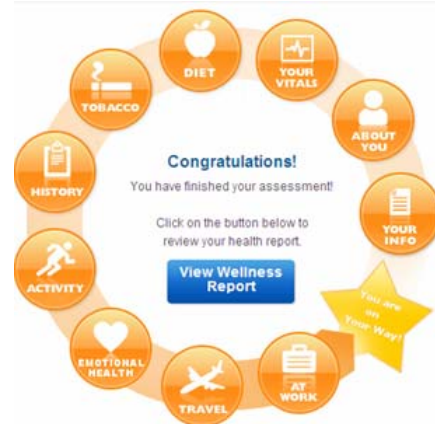 DIET
YOUR
VITALS
TOBACCO
ABOUT
YOU
Congratulations!
HISTORY
You have finished your assessment!
YOUR
INFO
Click on the button below to
review your health report.
View Wellness
Report
ACTIVITY
You are
on
Your Way!
EMOTIONAL
HEALTH
AT
WORK
TRAVEL